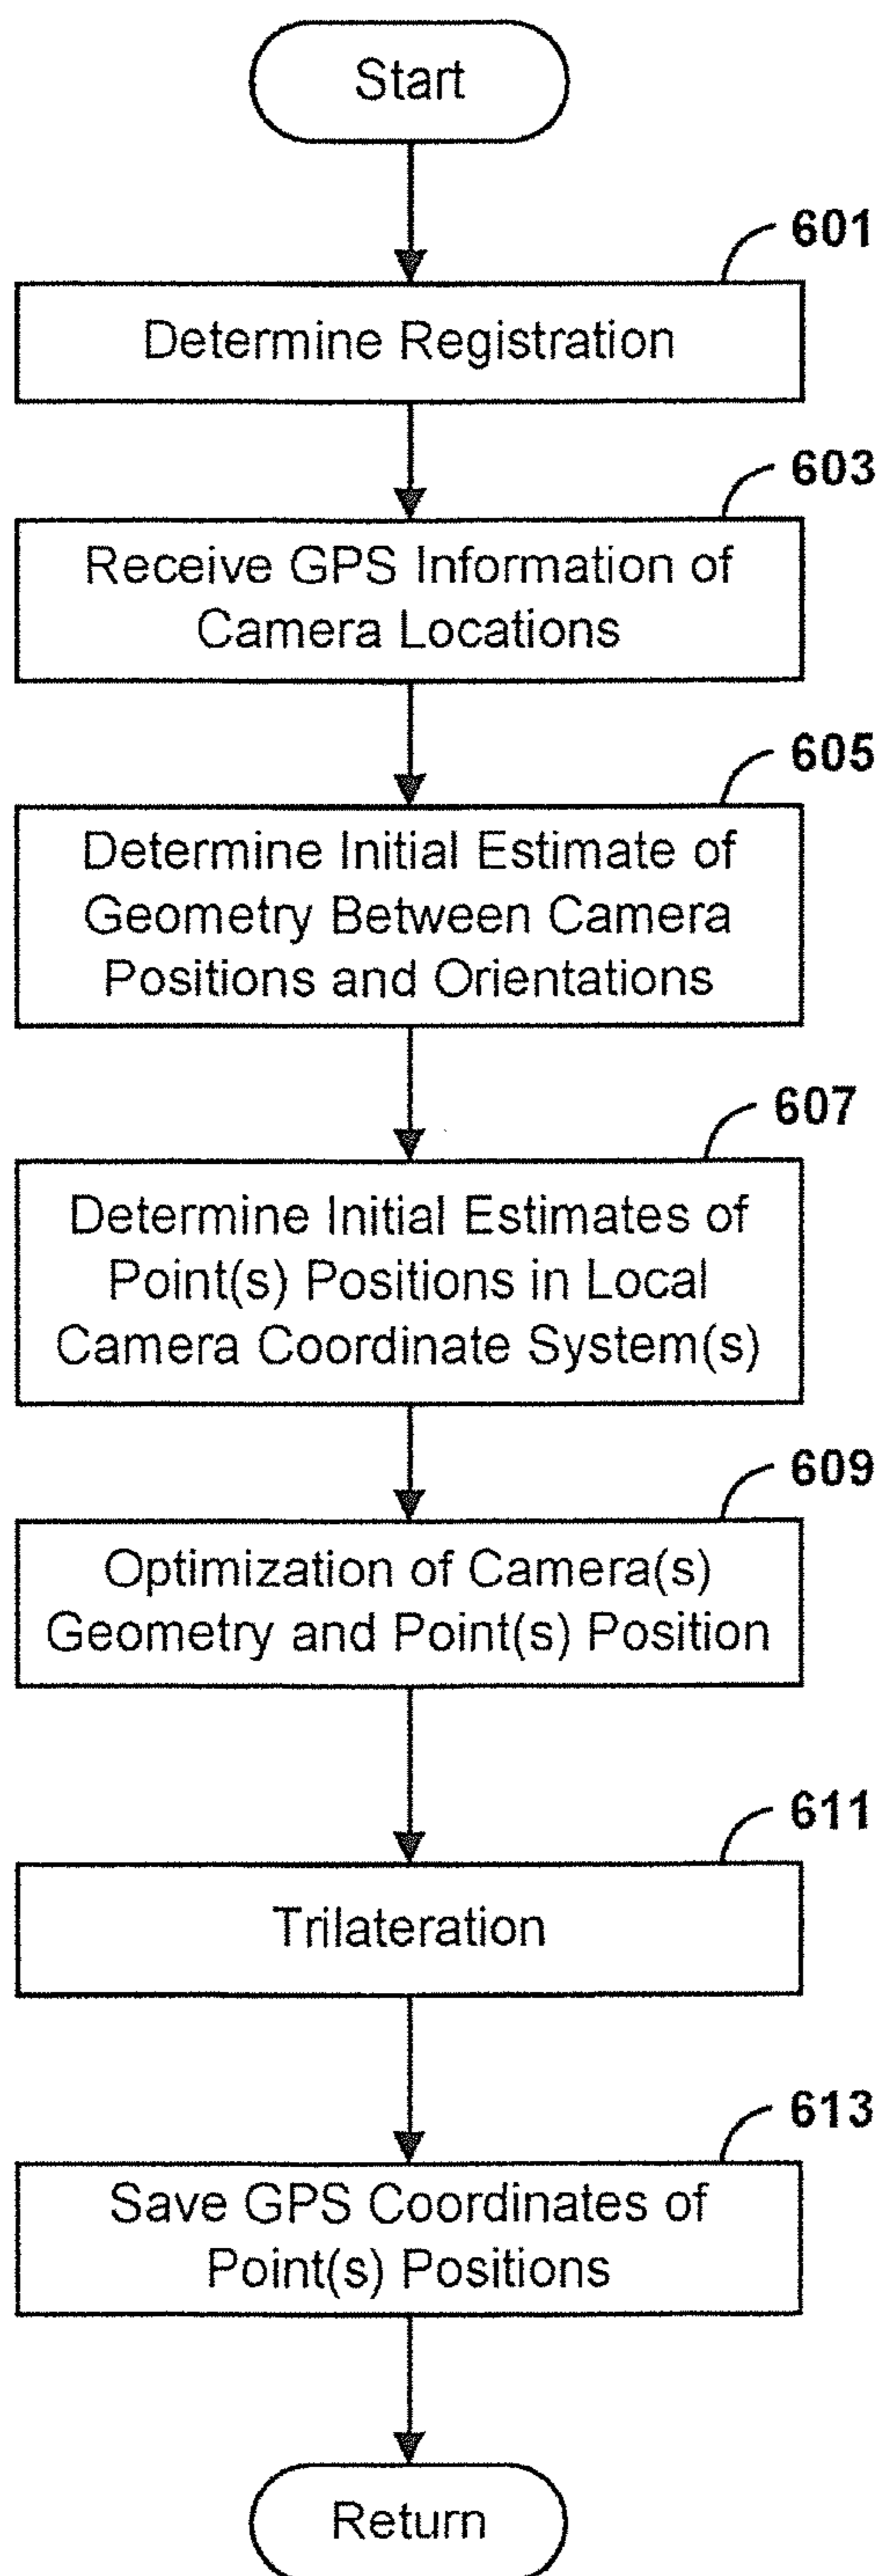 Start
601
Determine Registration
603
Receive GPS Information of
Camera Locations
605
Determine Initial Estimate of
Geometry Between Camera
Positions and Orientations
607
Determine Initial Estimates of
Point(s) Positions in Local
Camera Coordinate System(s)
609
Optimization of Camera(s)
Geometry and Point(s) Position
611
Trilateration
613
Save GPS Coordinates of
Point(s) Positions
Return